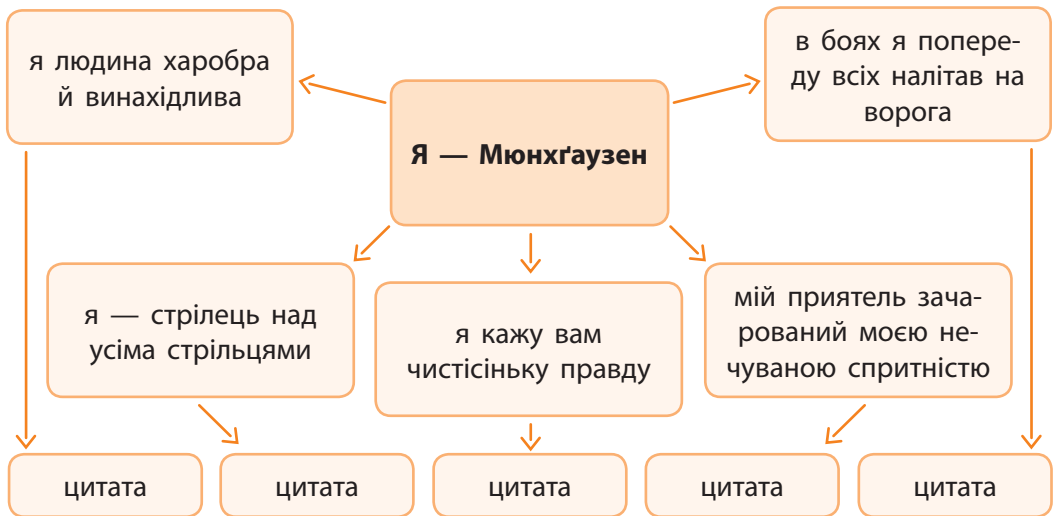 я людина харобра
й винахідлива
Я — Мюнхґаузен
в боях я попере-
ду всіх налітав на
ворога
я — стрілець над
усіма стрільцями
я кажу вам
чистісіньку правду
мій приятель зача-
рований моєю не-
чуваною спритністю
цитата
цитата
цитата
цитата
цитата